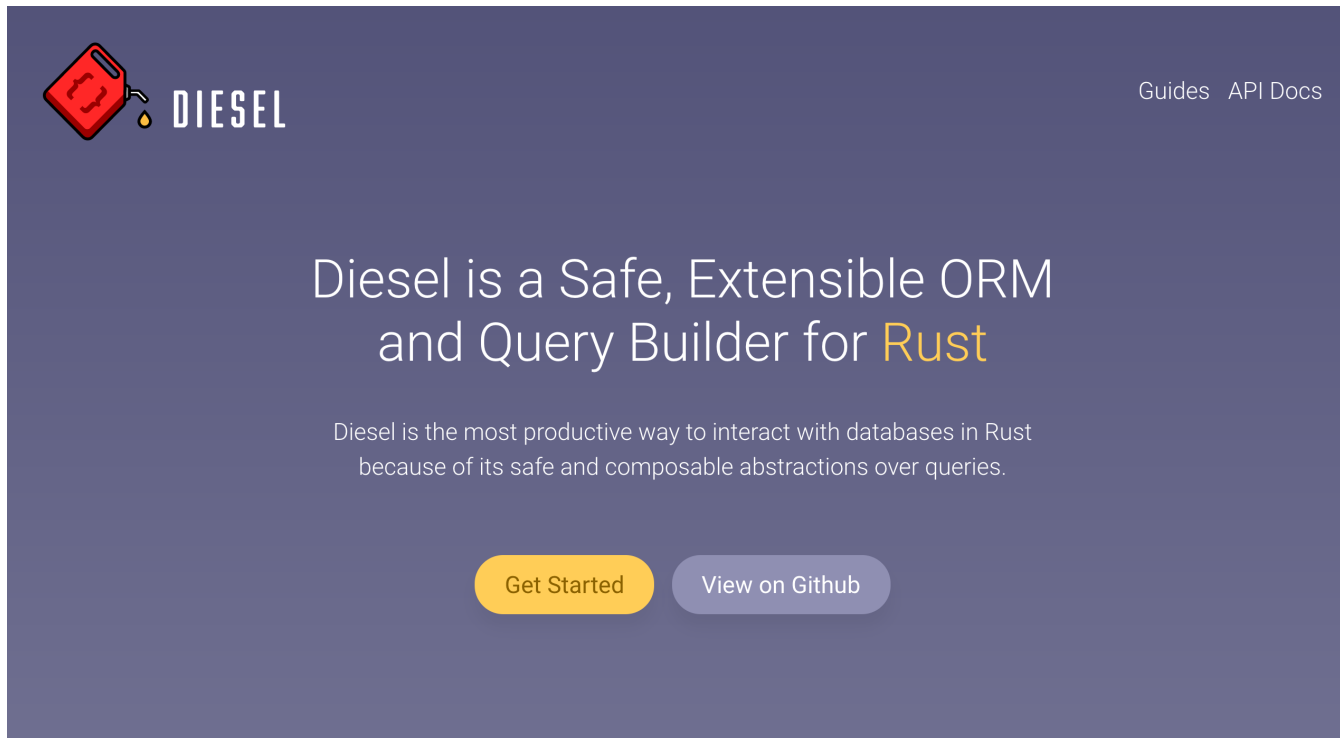 DIESEL
Guides API Docs
Diesel is a Safe, Extensible ORM
and Query Builder for Rust
Diesel is the most productive way to interact with databases in Rust
because of its safe and composable abstractions over queries.
Get Started
View on Github